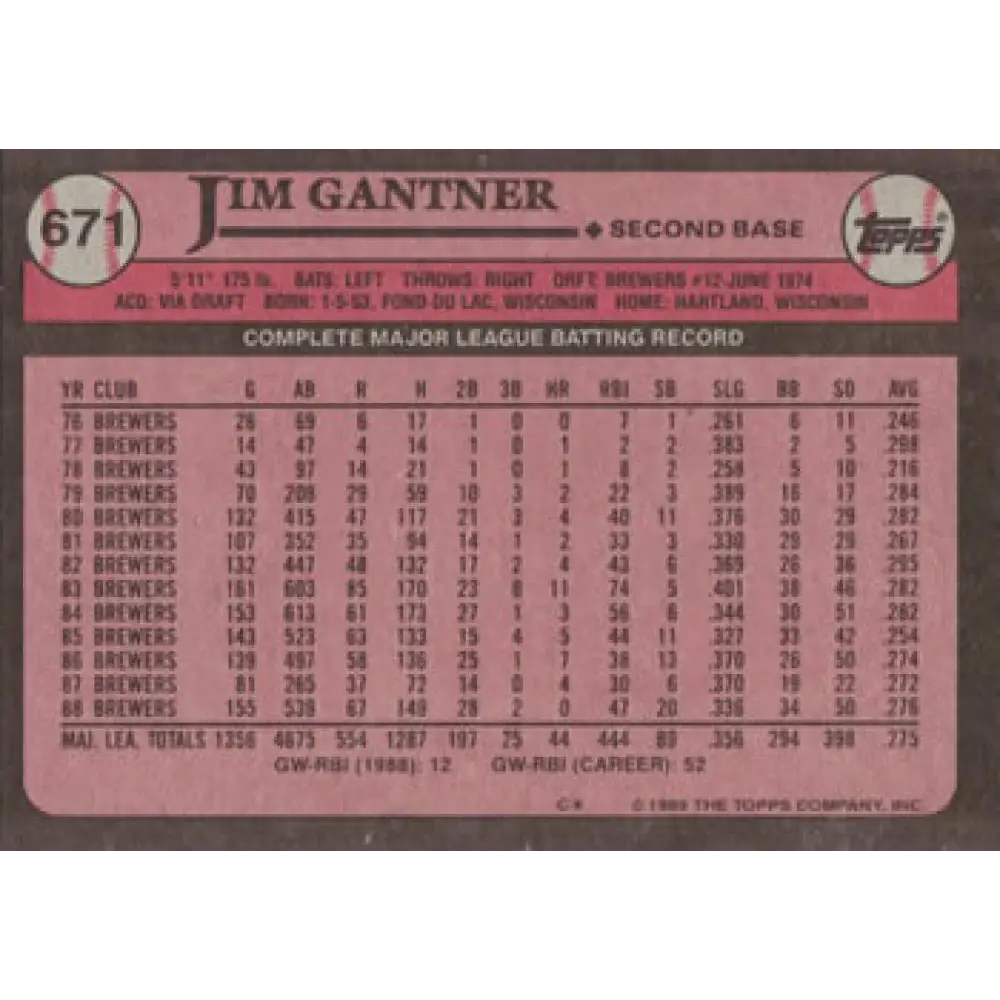 671 JIM GANTNER
◆ SECOND BASE topps®
5'11" 175 lb. BATS: LEFT THROWS: RIGHT DRFT: BREWERS #12-JUNE 1974
ACQ: VIA DRAFT BORN: 1-5-53, FOND DU LAC, WISCONSIN HOME: HARTLAND, WISCONSIN
COMPLETE MAJOR LEAGUE BATTING RECORD
YR CLUB G AB R H 2B 3B HR RBI SB SLG BB SO AVG
76 BREWERS 26 69 6 17 1 0 0 7 1 .261 6 11 .246
77 BREWERS 14 47 4 14 1 0 1 2 2 .383 2 5 .298
78 BREWERS 43 97 14 21 1 0 1 8 2 .258 5 10 .216
79 BREWERS 70 208 29 59 10 3 2 22 3 .389 16 17 .284
80 BREWERS 132 415 47 117 21 3 4 40 11 .376 30 29 .282
81 BREWERS 107 352 35 94 14 1 2 33 3 .330 29 29 .267
82 BREWERS 132 447 48 132 17 2 4 43 6 .369 26 36 .295
83 BREWERS 161 603 85 170 23 8 11 74 5 .401 38 46 .282
84 BREWERS 153 613 61 173 27 1 3 56 6 .344 30 51 .282
85 BREWERS 143 523 63 133 15 4 5 44 11 .327 33 42 .254
86 BREWERS 139 497 58 136 25 1 7 38 13 .370 26 50 .274
87 BREWERS 81 265 37 72 14 0 4 30 6 .370 19 22 .272
88 BREWERS 155 539 67 149 28 2 0 47 20 .336 34 50 .276
MAJ. LEA. TOTALS 1356 4675 554 1287 197 25 44 444 89 .356 294 398 .275
GW-RBI (1988): 12 GW-RBI (CAREER): 52
C* © 1989 THE TOPPS COMPANY, INC.